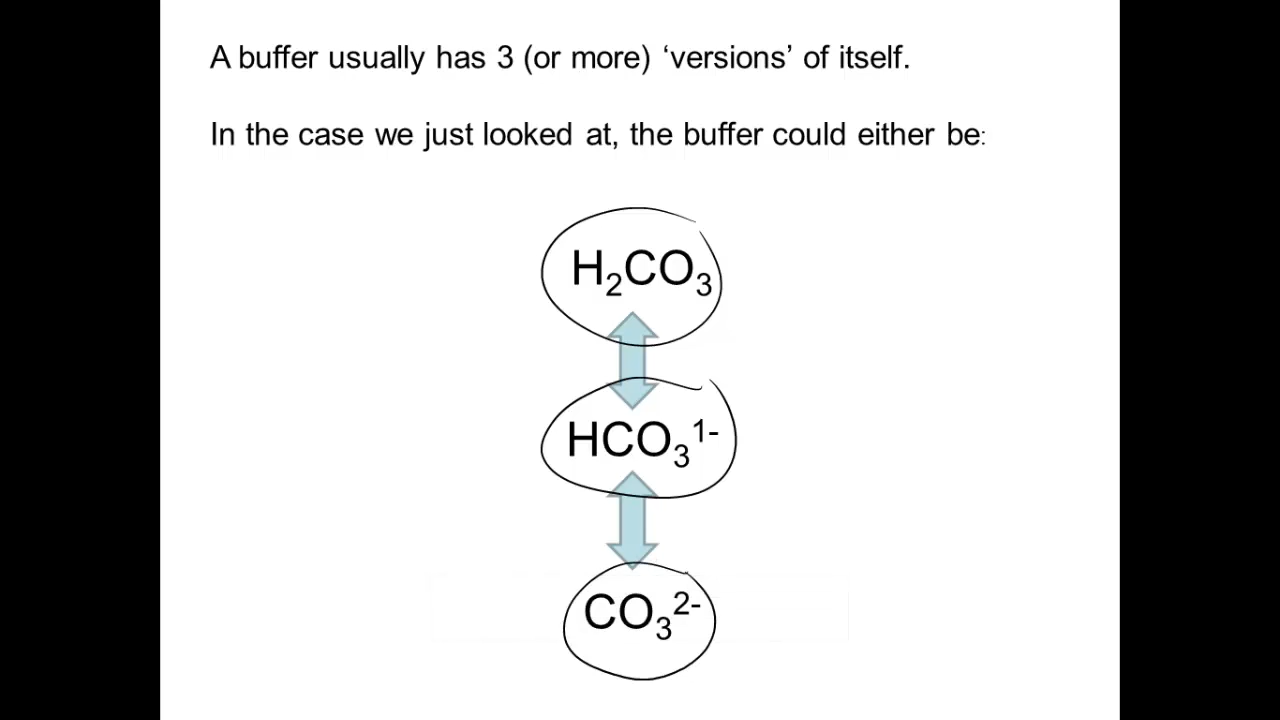 A buffer usually has 3 (or more) ‘versions’ of itself.
In the case we just looked at, the buffer could either be:
H₂CO₃
HCO₃¹⁻
CO₃²⁻